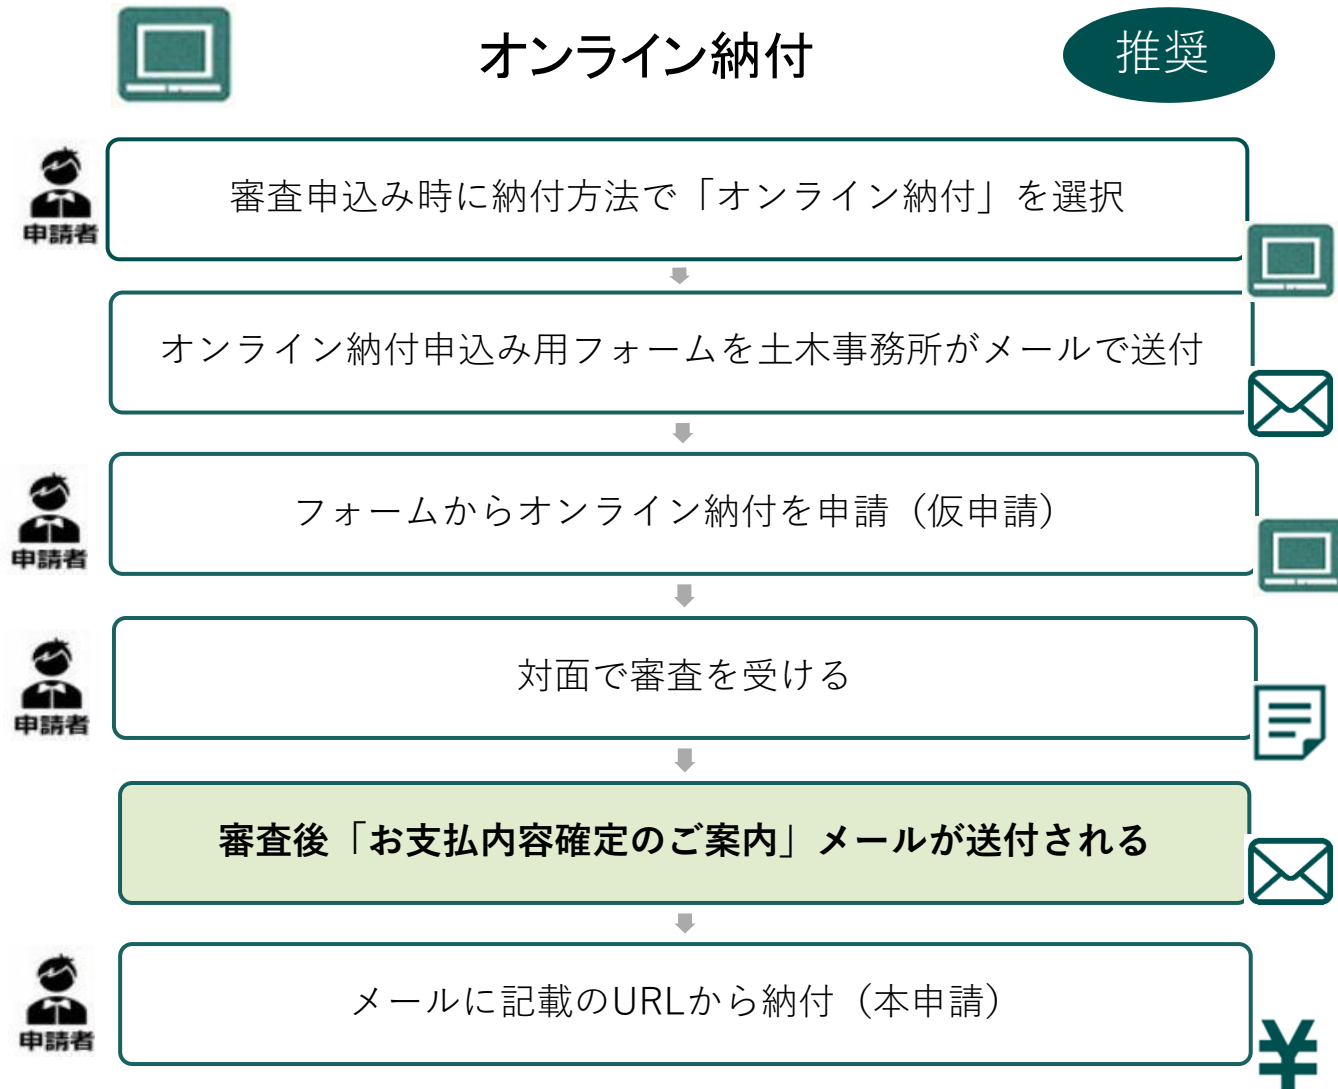 オンライン納付
推奨
申請者
審査申込み時に納付方法で「オンライン納付」を選択
オンライン納付申込み用フォームを土木事務所がメールで送付
申請者
フォームからオンライン納付を申請（仮申請）
申請者
対面で審査を受ける
審査後「お支払内容確定のご案内」メールが送付される
申請者
メールに記載のURLから納付（本申請）
¥